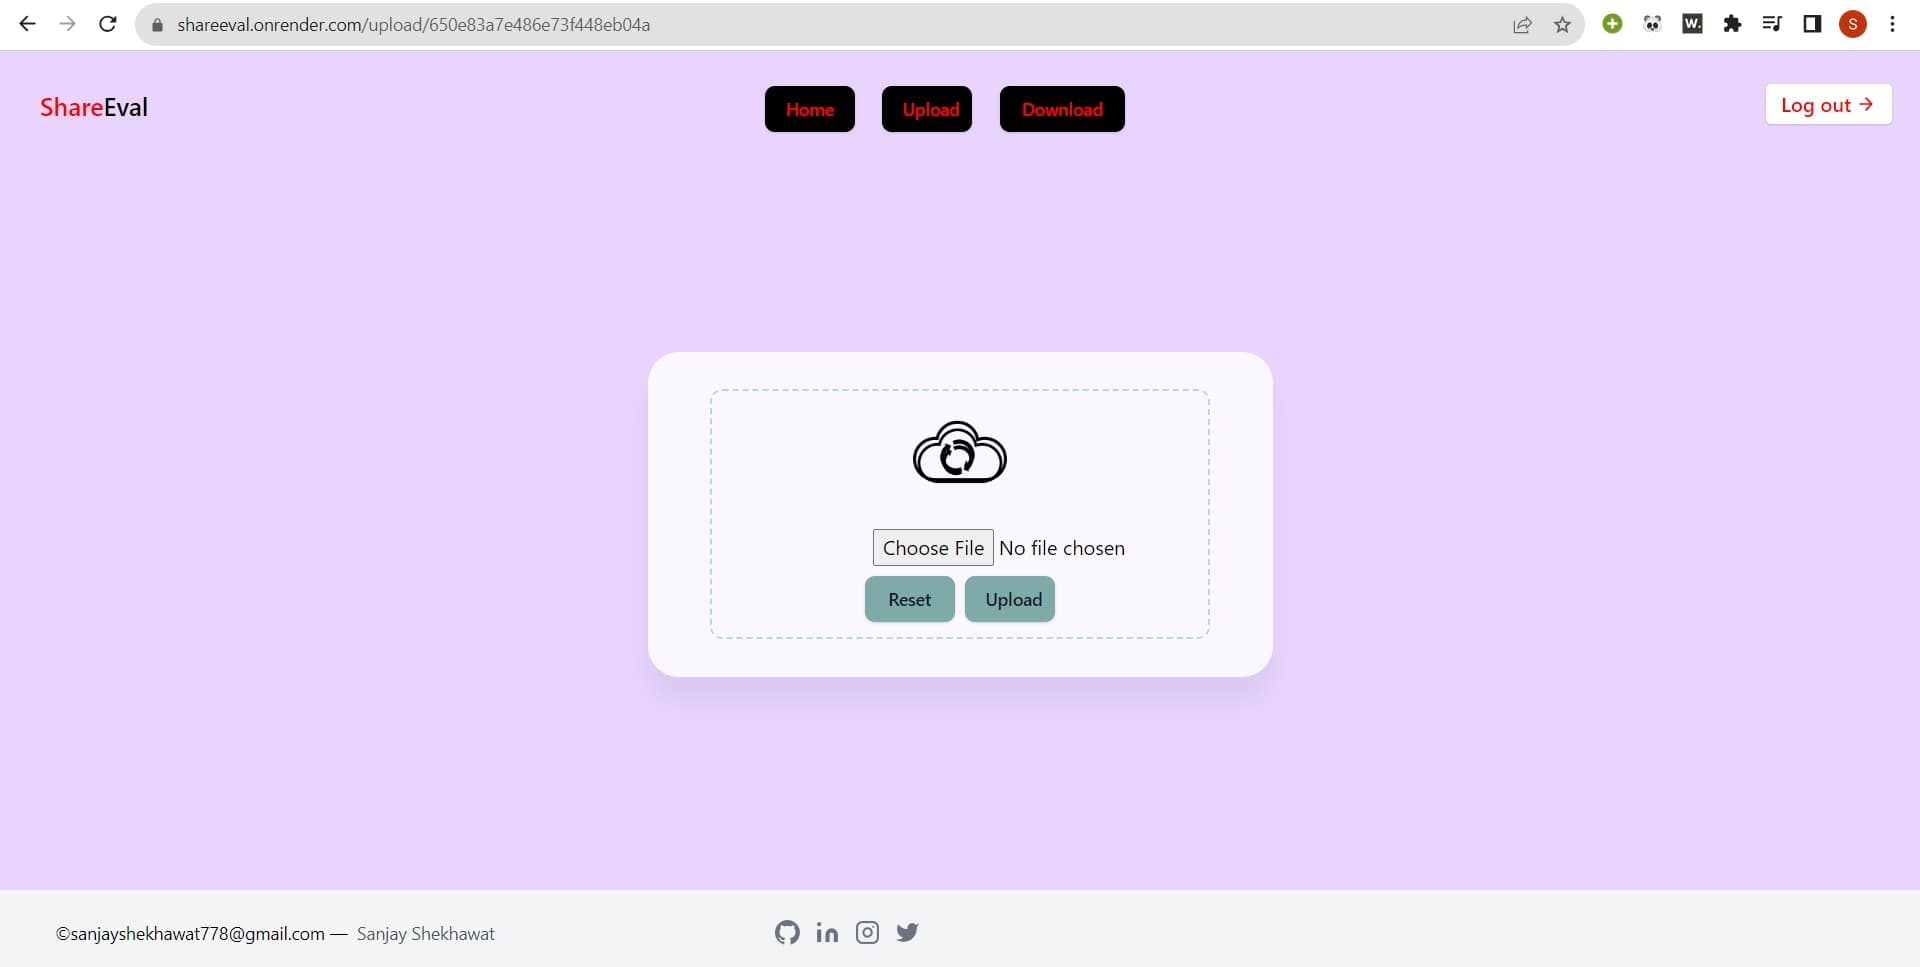 shareeval.onrender.com/upload/650e83a7e486e73f448eb04a
W.
S
ShareEval
Home
Upload
Download
Log out →
Choose File No file chosen
Reset
Upload
©sanjayshekhawat778@gmail.com — Sanjay Shekhawat
in